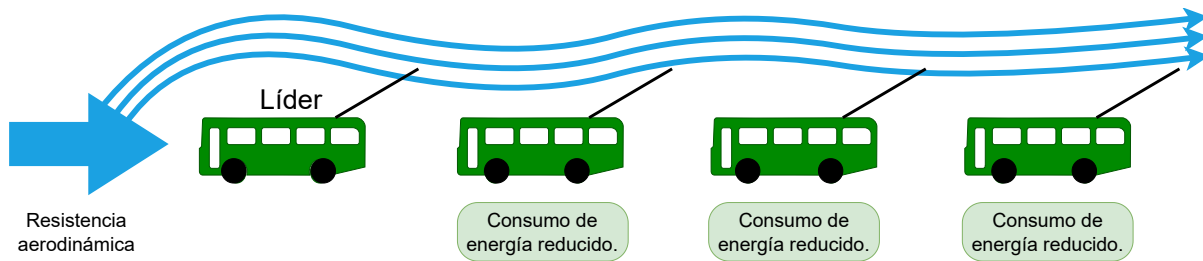 Líder
Resistencia
aerodinámica
Consumo de
energía reducido.
Consumo de
energía reducido.
Consumo de
energía reducido.